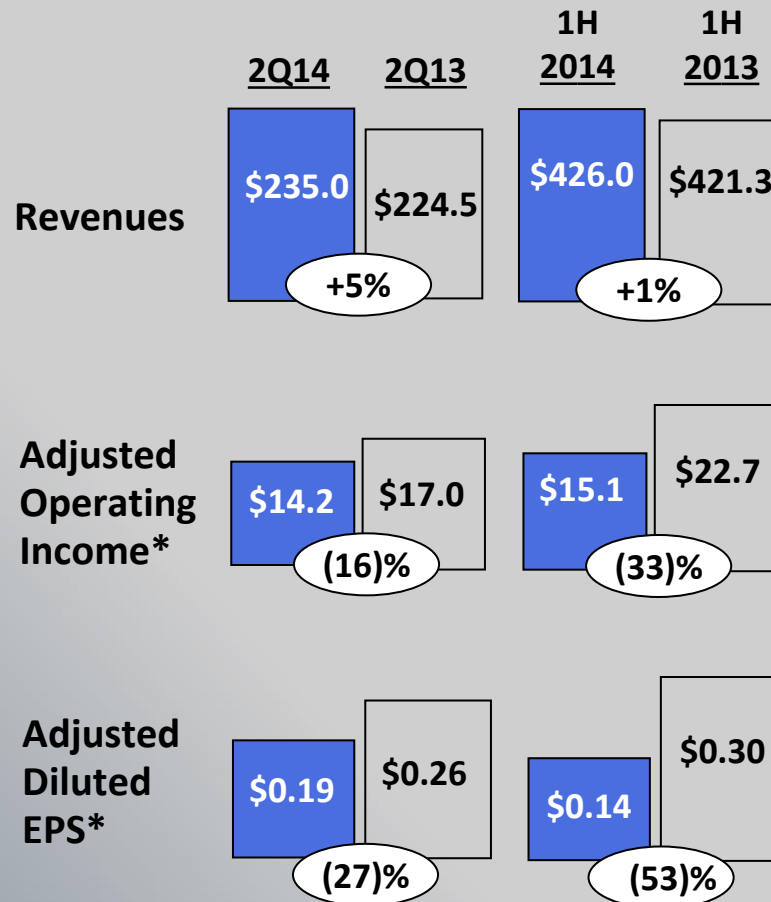 1H 1H
2Q14 2Q13 2014 2013
Revenues
$235.0 $224.5 $426.0 $421.3
+5% +1%
Adjusted
Operating
Income*
$14.2 $17.0 $15.1 $22.7
(16)% (33)%
Adjusted
Diluted
EPS*
$0.19 $0.26 $0.14 $0.30
(27)% (53)%